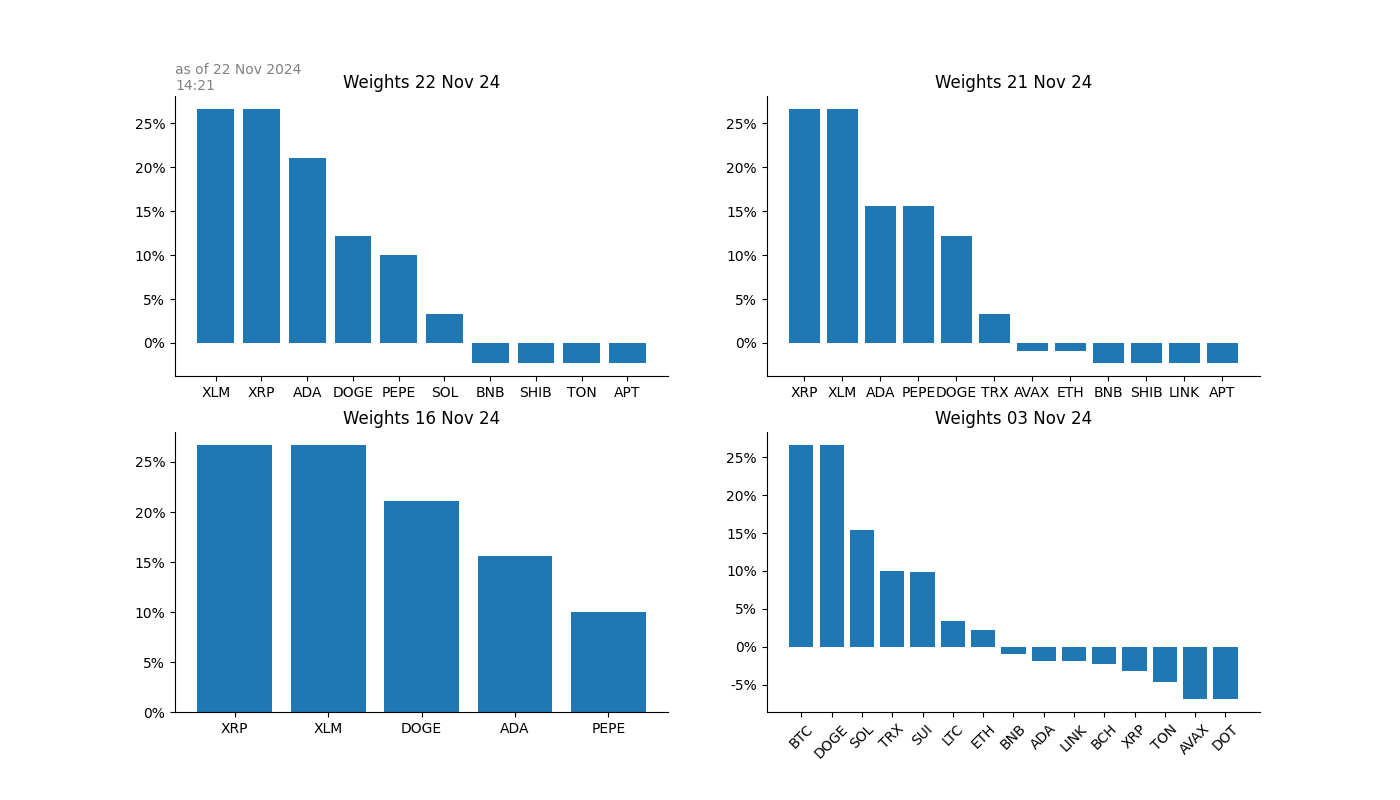 as of 22 Nov 2024
14:21
Weights 22 Nov 24
25%
20%
15%
10%
5%
0%
XLM XRP ADA DOGE PEPE SOL BNB SHIB TON APT
Weights 21 Nov 24
25%
20%
15%
10%
5%
0%
XRP XLM ADA PEPE DOGE TRX AVAX ETH BNB SHIB LINK APT
Weights 16 Nov 24
25%
20%
15%
10%
5%
0%
XRP XLM DOGE ADA PEPE
Weights 03 Nov 24
25%
20%
15%
10%
5%
0%
-5%
BTC DOGE SOL TRX SUI LTC ETH BNB ADA LINK BCH XRP TON AVAX DOT